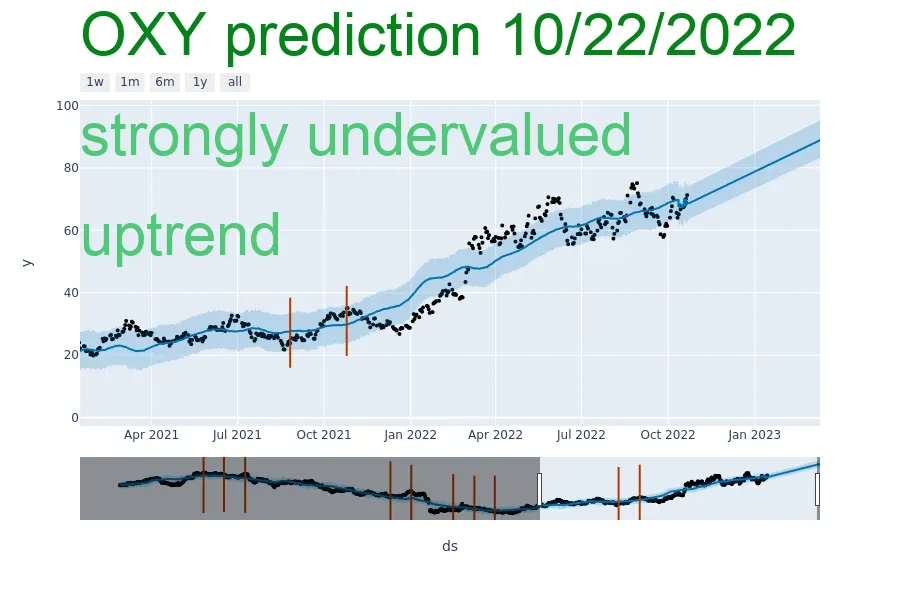 OXY prediction 10/22/2022
1w 1m 6m 1y all
100
strongly undervalued
80
uptrend
60
y
40
20
0
Apr 2021 Jul 2021 Oct 2021 Jan 2022 Apr 2022 Jul 2022 Oct 2022 Jan 2023
ds